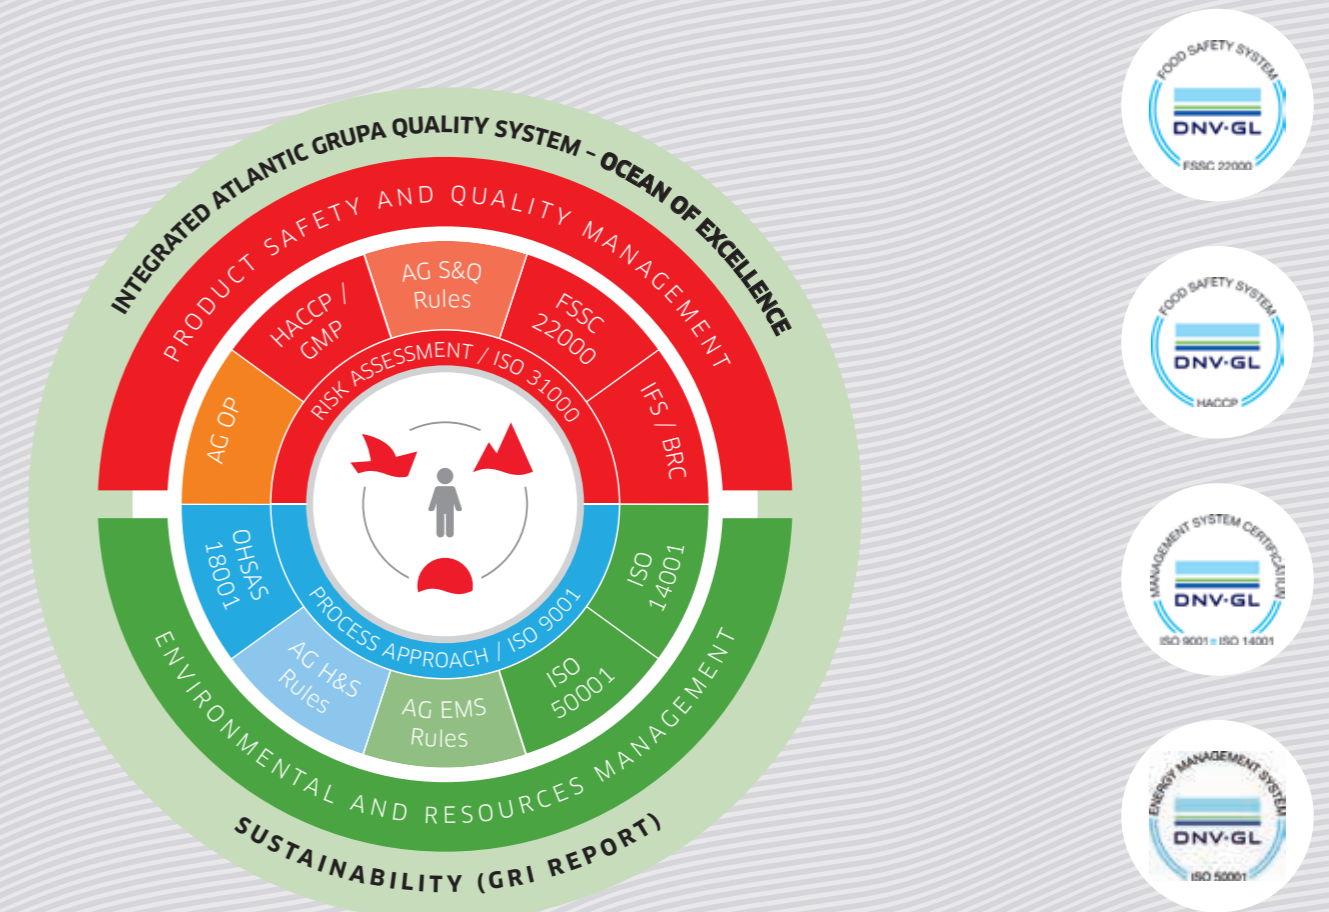 INTEGRATED ATLANTIC GRUPA QUALITY SYSTEM – OCEAN OF EXCELLENCE
PRODUCT SAFETY AND QUALITY MANAGEMENT
AG OP
HACCP /
GMP
AG S&Q
Rules
FSSC
22000
IFS / BRC
RISK ASSESSMENT / ISO 31000
PROCESS APPROACH / ISO 9001
OHSAS
18001
AG H&S
Rules
AG EMS
Rules
ISO
50001
ISO
14001
ENVIRONMENTAL AND RESOURCES MANAGEMENT
SUSTAINABILITY (GRI REPORT)
FOOD SAFETY SYSTEM
DNV·GL
FSSC 22000
FOOD SAFETY SYSTEM
DNV·GL
HACCP
MANAGEMENT SYSTEM CERTIFICATION
DNV·GL
ISO 9001 = ISO 14001
ENERGY MANAGEMENT SYSTEM
DNV·GL
ISO 50001